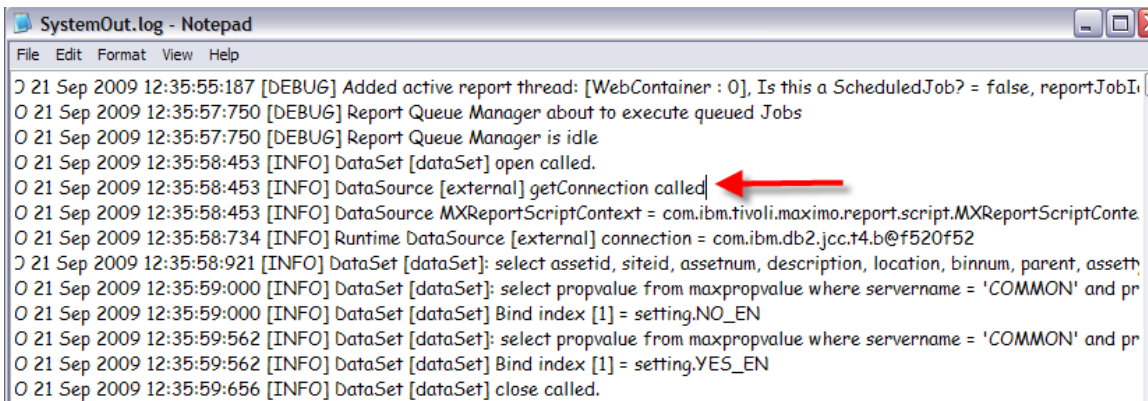 SystemOut.log - Notepad
File Edit Format View Help
O 21 Sep 2009 12:35:55:187 [DEBUG] Added active report thread: [WebContainer : 0], Is this a ScheduledJob? = false, reportJobI
O 21 Sep 2009 12:35:57:750 [DEBUG] Report Queue Manager about to execute queued Jobs
O 21 Sep 2009 12:35:57:750 [DEBUG] Report Queue Manager is idle
O 21 Sep 2009 12:35:58:453 [INFO] DataSet [dataSet] open called.
O 21 Sep 2009 12:35:58:453 [INFO] DataSource [external] getConnection called
O 21 Sep 2009 12:35:58:453 [INFO] DataSource MXReportScriptContext = com.ibm.tivoli.maximo.report.script.MXReportScriptConte
O 21 Sep 2009 12:35:58:734 [INFO] Runtime DataSource [external] connection = com.ibm.db2.jcc.t4.b@f520f52
O 21 Sep 2009 12:35:58:921 [INFO] DataSet [dataSet]: select assetid, siteid, assetnum, description, location, binnum, parent, assett
O 21 Sep 2009 12:35:59:000 [INFO] DataSet [dataSet]: select propvalue from maxpropvalue where servername = 'COMMON' and pr
O 21 Sep 2009 12:35:59:000 [INFO] DataSet [dataSet] Bind index [1] = setting.NO_EN
O 21 Sep 2009 12:35:59:562 [INFO] DataSet [dataSet]: select propvalue from maxpropvalue where servername = 'COMMON' and pr
O 21 Sep 2009 12:35:59:562 [INFO] DataSet [dataSet] Bind index [1] = setting.YES_EN
O 21 Sep 2009 12:35:59:656 [INFO] DataSet [dataSet] close called.